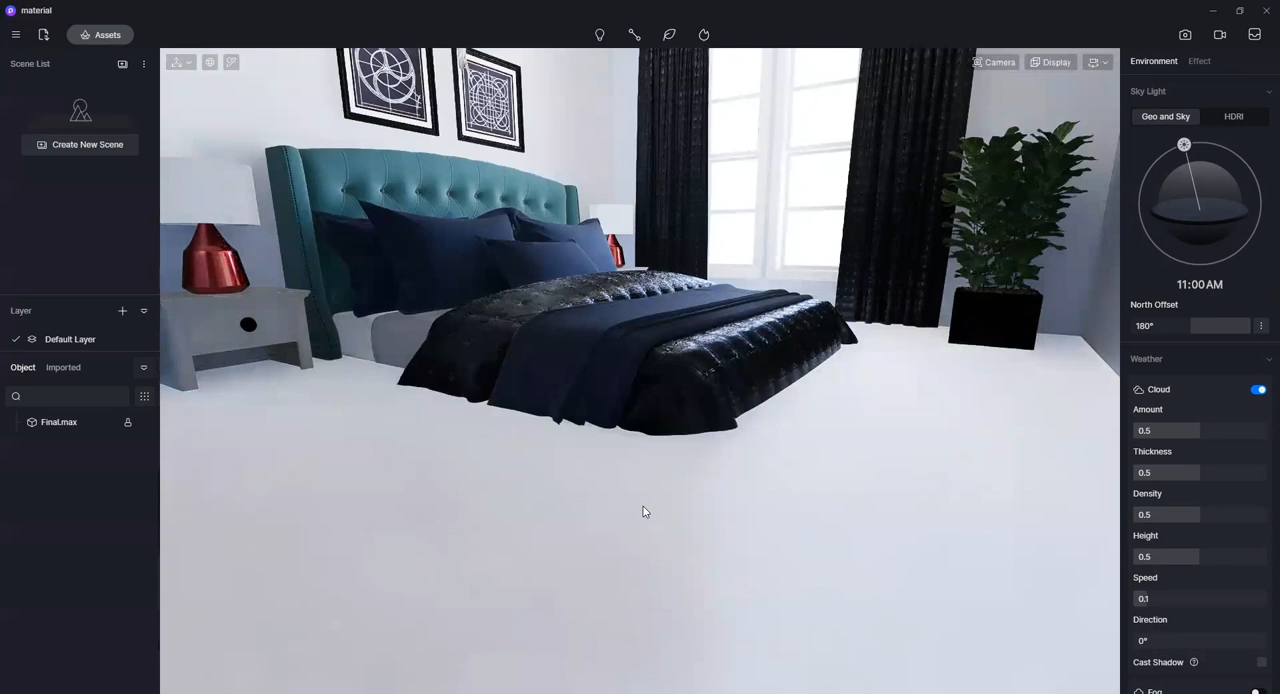 material
Assets
Scene List
Create New Scene
Layer
Default Layer
Object Imported
Final.max
Camera Display
Environment Effect
Sky Light
Geo and Sky HDRI
11:00 AM
North Offset
180°
Weather
Cloud
Amount
0.5
Thickness
0.5
Density
0.5
Height
0.5
Speed
0.1
Direction
0°
Cast Shadow
Fog